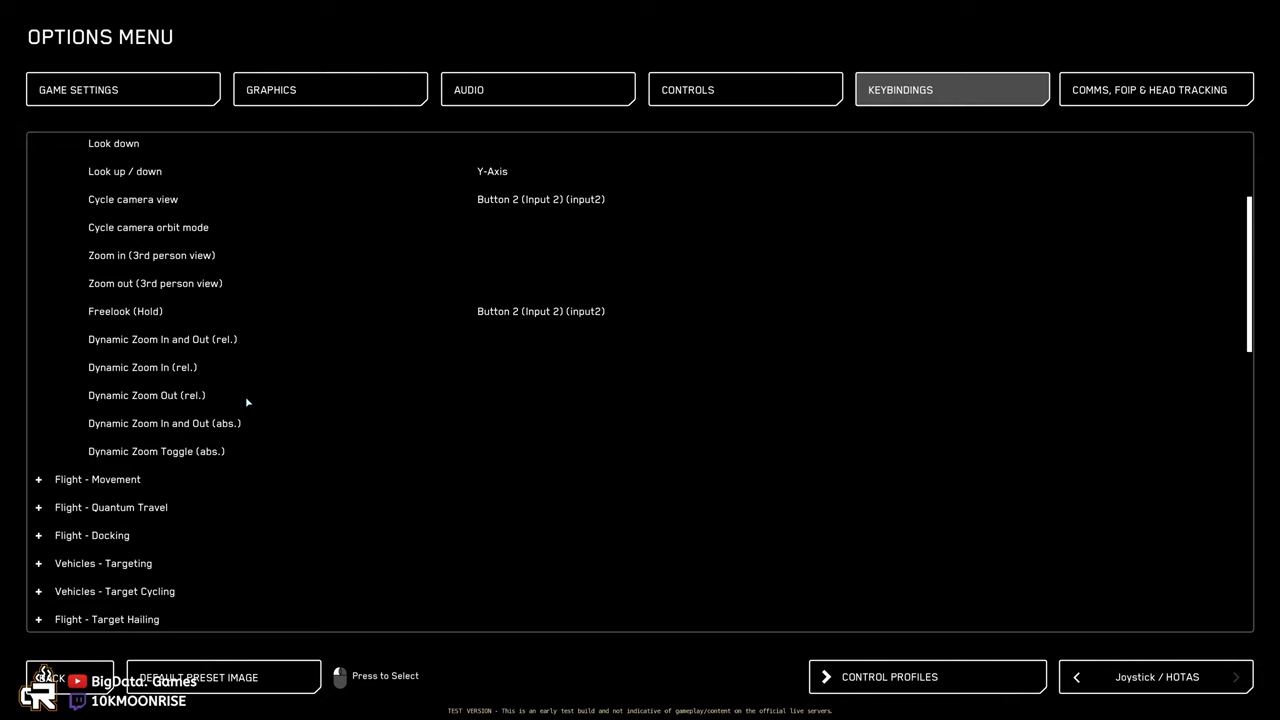 OPTIONS MENU
GAME SETTINGS
GRAPHICS
AUDIO
CONTROLS
KEYBINDINGS
COMMS, FOIP & HEAD TRACKING
Look down
Look up / down Y-Axis
Cycle camera view Button 2 (Input 2) (input2)
Cycle camera orbit mode
Zoom in (3rd person view)
Zoom out (3rd person view)
Freelook (Hold) Button 2 (Input 2) (input2)
Dynamic Zoom In and Out (rel.)
Dynamic Zoom In (rel.)
Dynamic Zoom Out (rel.)
Dynamic Zoom In and Out (abs.)
Dynamic Zoom Toggle (abs.)
+ Flight - Movement
+ Flight - Quantum Travel
+ Flight - Docking
+ Vehicles - Targeting
+ Vehicles - Target Cycling
+ Flight - Target Hailing
DEFAULT PRESET IMAGE
Press to Select
CONTROL PROFILES
Joystick / HOTAS
BigData. Games
10KMOONRISE
TEST VERSION - This is an early test build and not indicative of gameplay/content on the official live servers.